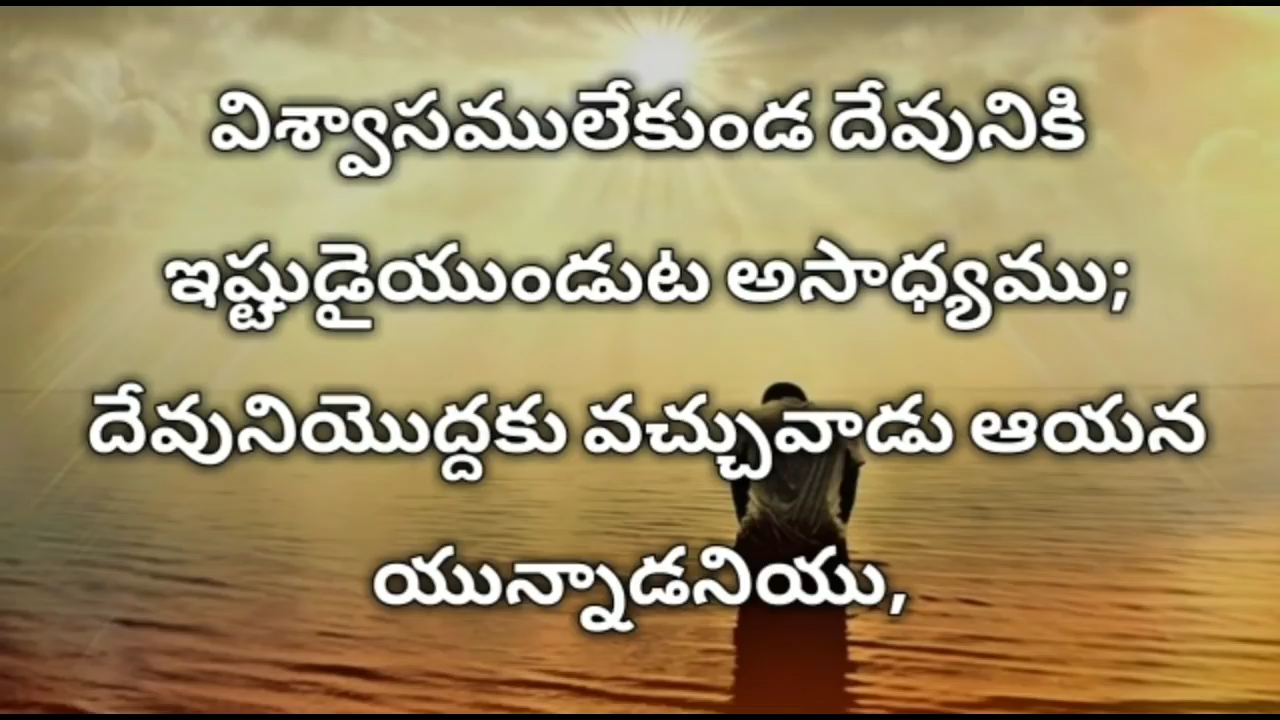 విశ్వాసములేకుండ దేవునికి
ఇష్టుడైయుండుట అసాధ్యము;
దేవునియొద్దకు వచ్చువాడు ఆయన
యున్నాడనియు,